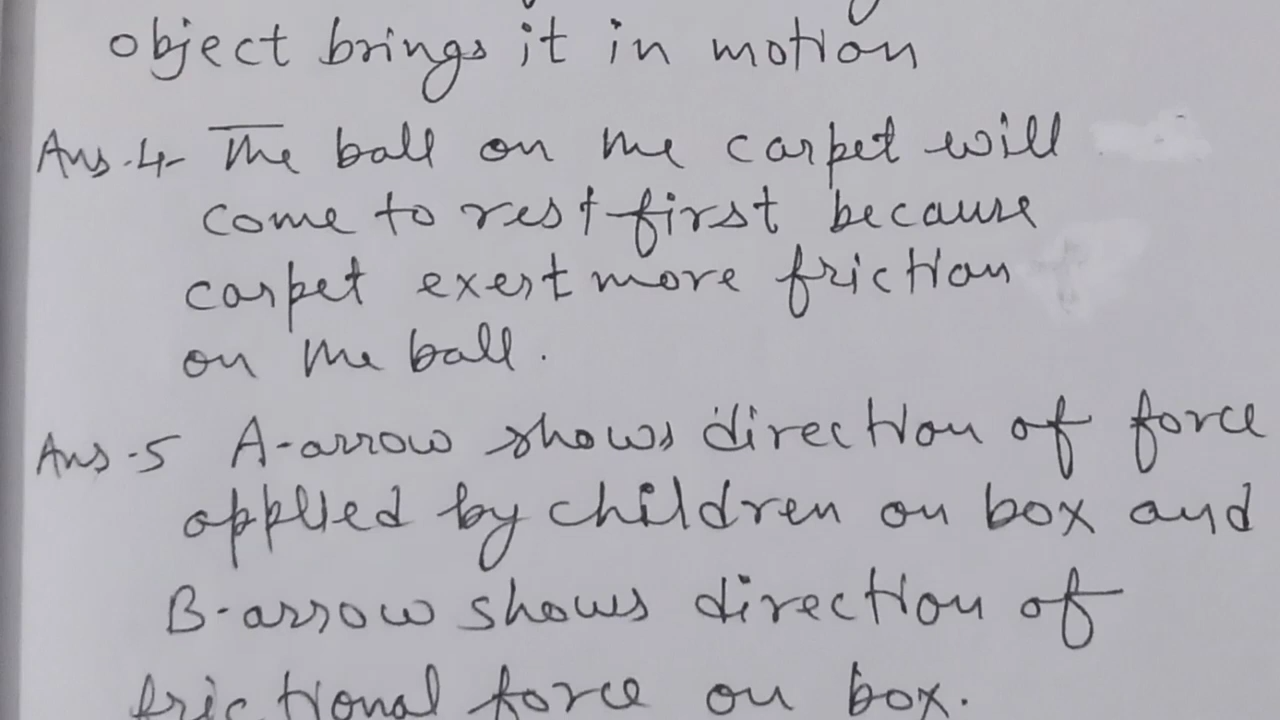 object brings it in motion
Ans.4- The ball on the carpet will
come to rest first because
carpet exert more friction
on the ball.
Ans.5 A-arrow shows direction of force
applied by children on box and
B-arrow shows direction of
frictional force on box.